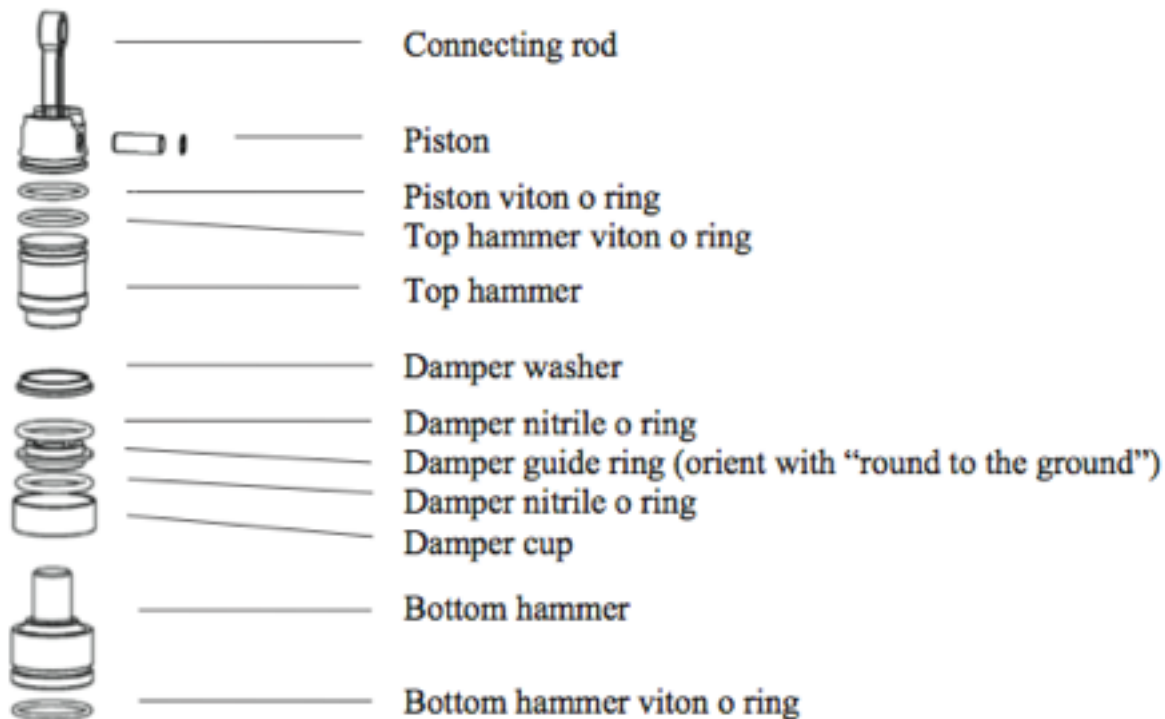 Connecting rod
Piston
Piston viton o ring
Top hammer viton o ring
Top hammer
Damper washer
Damper nitrile o ring
Damper guide ring (orient with “round to the ground”)
Damper nitrile o ring
Damper cup
Bottom hammer
Bottom hammer viton o ring